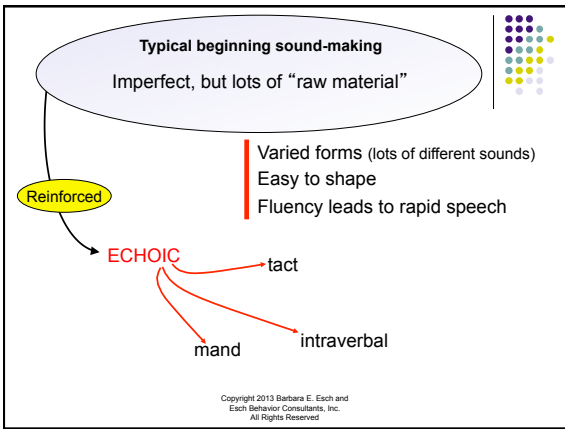 Typical beginning sound-making
Imperfect, but lots of “raw material”
Varied forms (lots of different sounds)
Easy to shape
Fluency leads to rapid speech
Reinforced
ECHOIC
tact
intraverbal
mand
Copyright 2013 Barbara E. Esch and
Esch Behavior Consultants, Inc.
All Rights Reserved